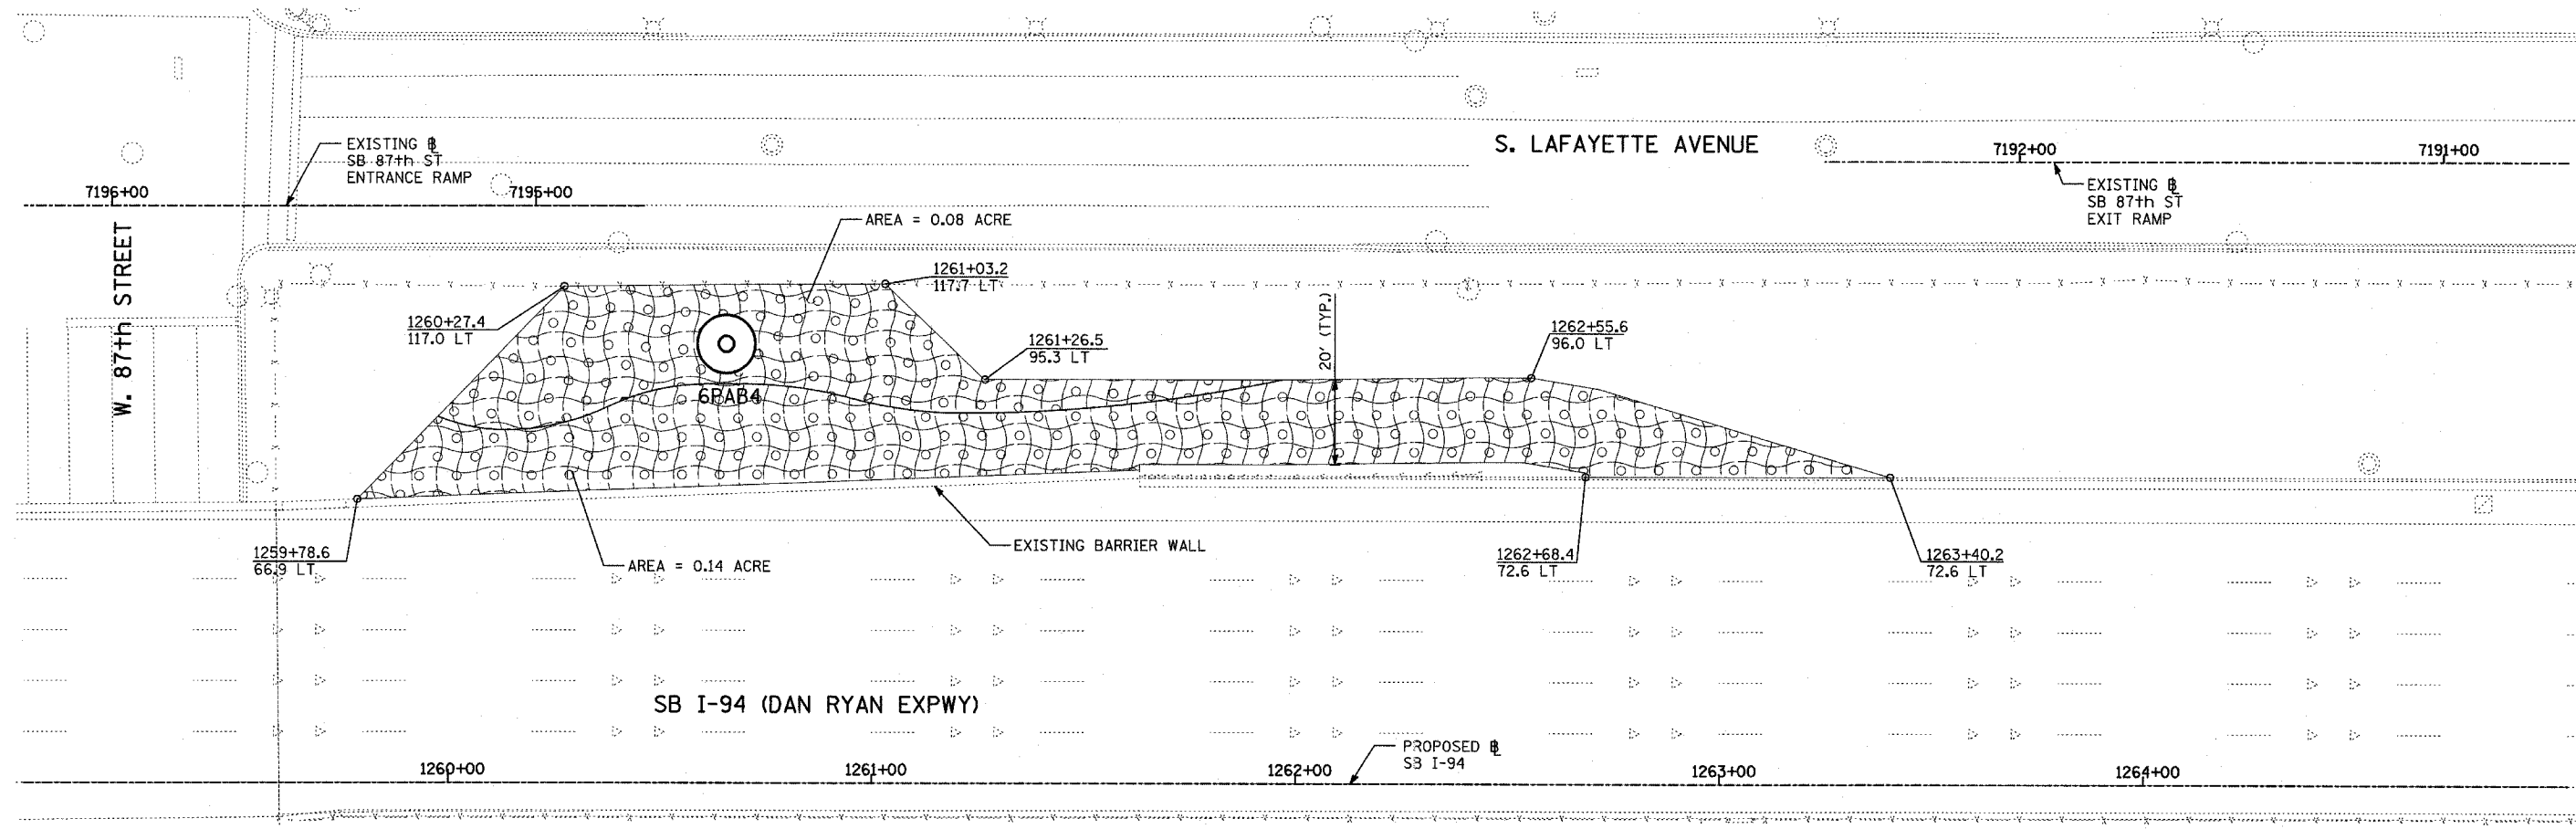 EXISTING ⅊
SB 87th ST
ENTRANCE RAMP
S. LAFAYETTE AVENUE
7192+00
7191+00
7196+00
7195+00
EXISTING ⅊
SB 87th ST
EXIT RAMP
AREA = 0.08 ACRE
W. 87th STREET
1261+03.2
117.7 LT
1260+27.4
117.0 LT
1261+26.5
95.3 LT
20' (TYP.)
1262+55.6
96.0 LT
6PAB4
EXISTING BARRIER WALL
1259+78.6
66.9 LT
AREA = 0.14 ACRE
1262+68.4
72.6 LT
1263+40.2
72.6 LT
SB I-94 (DAN RYAN EXPWY)
PROPOSED ⅊
SB I-94
1260+00
1261+00
1262+00
1263+00
1264+00